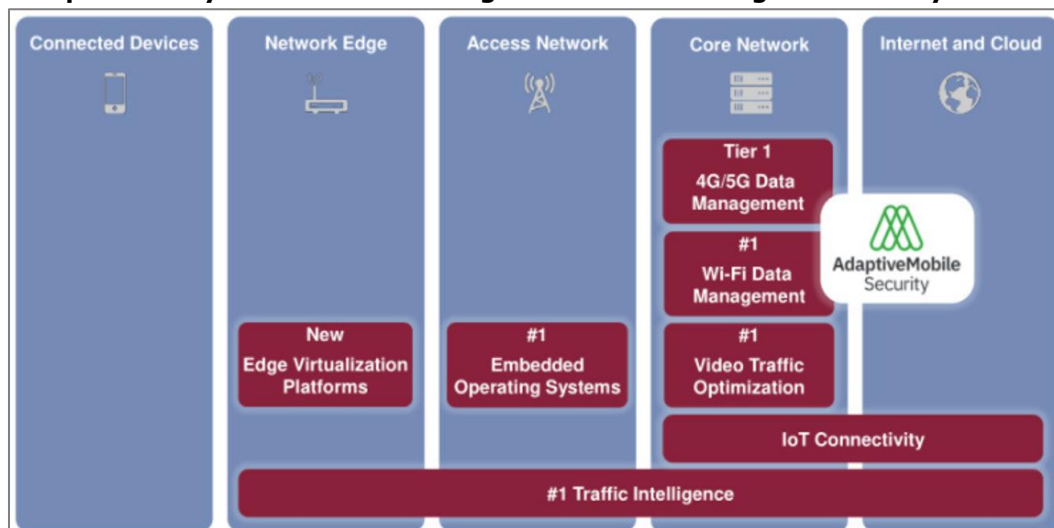 Connected Devices
Network Edge
Access Network
Core Network
Internet and Cloud
Tier 1
4G/5G Data
Management
#1
Wi-Fi Data
Management
AdaptiveMobile
Security
New
Edge Virtualization
Platforms
#1
Embedded
Operating Systems
#1
Video Traffic
Optimization
IoT Connectivity
#1 Traffic Intelligence